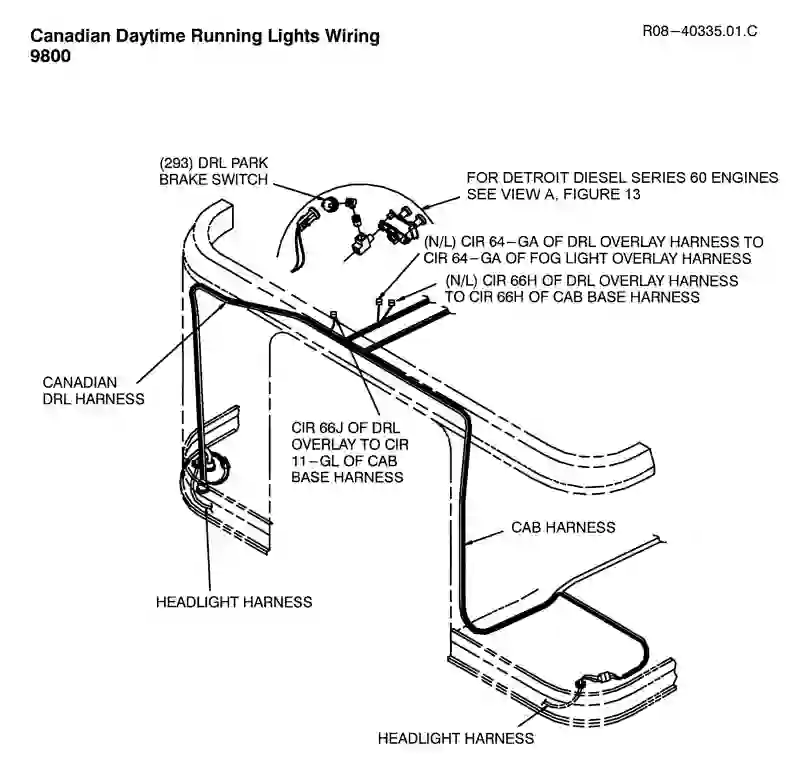 Canadian Daytime Running Lights Wiring
9800
R08-40335.01.C
(293) DRL PARK
BRAKE SWITCH
FOR DETROIT DIESEL SERIES 60 ENGINES
SEE VIEW A, FIGURE 13
(N/L) CIR 64-GA OF DRL OVERLAY HARNESS TO
CIR 64-GA OF FOG LIGHT OVERLAY HARNESS
(N/L) CIR 66H OF DRL OVERLAY HARNESS
TO CIR 66H OF CAB BASE HARNESS
CANADIAN
DRL HARNESS
CIR 66J OF DRL
OVERLAY TO CIR
11-GL OF CAB
BASE HARNESS
CAB HARNESS
HEADLIGHT HARNESS
HEADLIGHT HARNESS